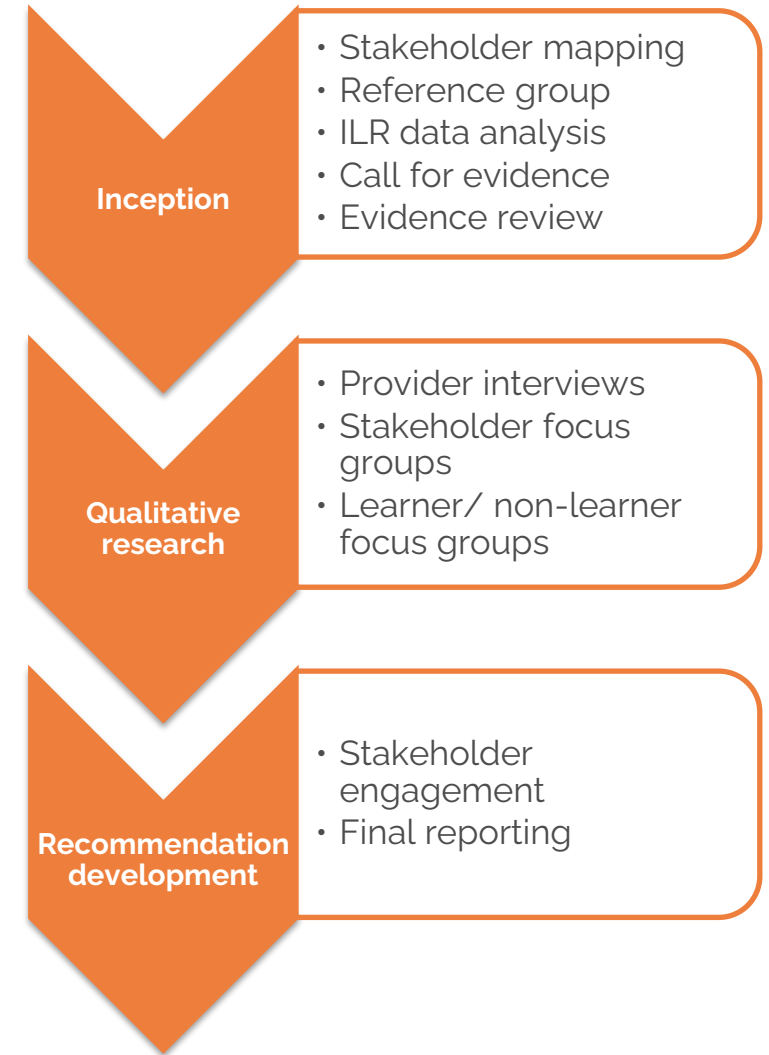 Inception
• Stakeholder mapping
• Reference group
• ILR data analysis
• Call for evidence
• Evidence review
Qualitative
research
• Provider interviews
• Stakeholder focus
groups
• Learner/ non-learner
focus groups
Recommendation
development
• Stakeholder
engagement
• Final reporting